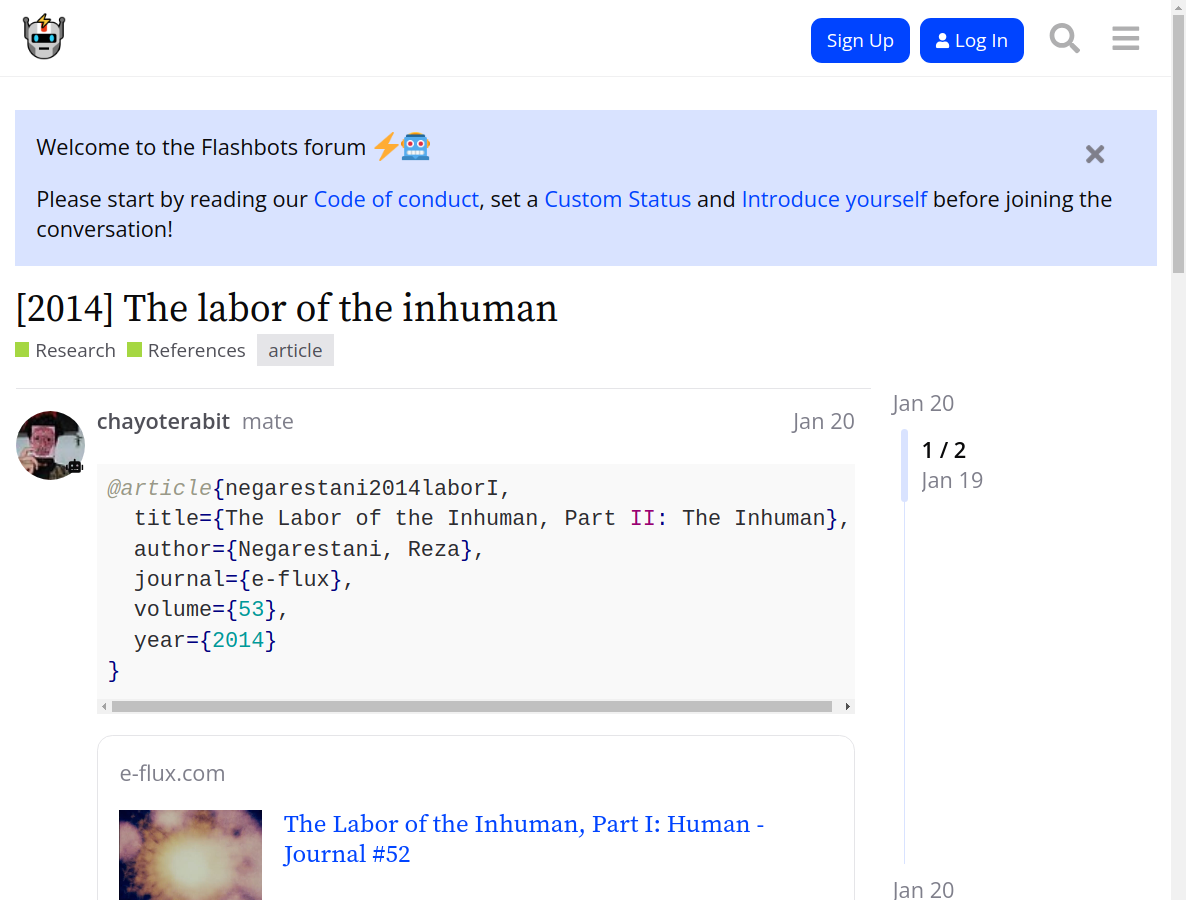 Sign Up
Log In
Welcome to the Flashbots forum
Please start by reading our Code of conduct, set a Custom Status and Introduce yourself before joining the
conversation!
[2014] The labor of the inhuman
Research References article
chayoterabit mate Jan 20
@article{negarestani2014laborI,
  title={The Labor of the Inhuman, Part II: The Inhuman},
  author={Negarestani, Reza},
  journal={e-flux},
  volume={53},
  year={2014}
}
e-flux.com
The Labor of the Inhuman, Part I: Human -
Journal #52
Jan 20
1 / 2
Jan 19
Jan 20